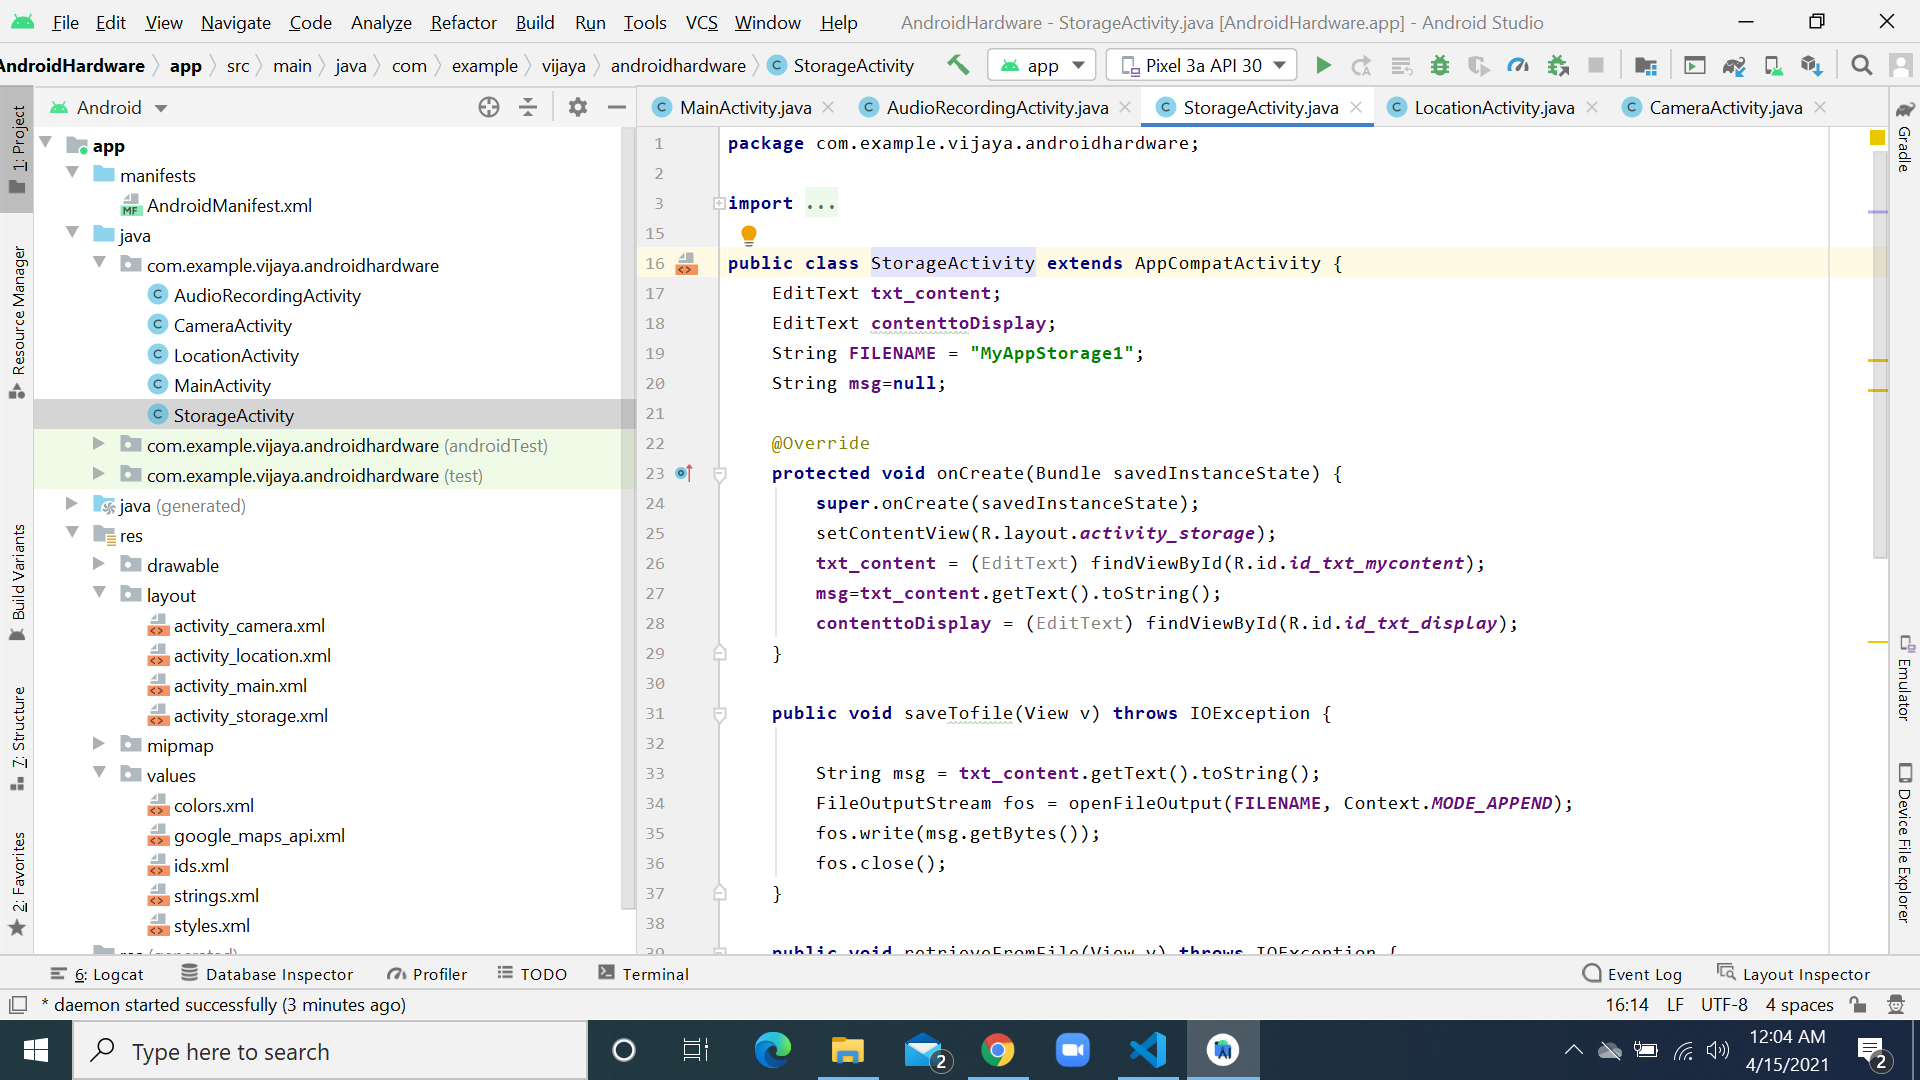 File Edit View Navigate Code Analyze Refactor Build Run Tools VCS Window Help AndroidHardware - StorageActivity.java [AndroidHardware.app] - Android Studio
AndroidHardware app src main java com example vijaya androidhardware StorageActivity app Pixel 3a API 30
Android
MainActivity.java AudioRecordingActivity.java StorageActivity.java LocationActivity.java CameraActivity.java
1: Project
Resource Manager
Build Variants
7: Structure
2: Favorites
app
manifests
AndroidManifest.xml
java
com.example.vijaya.androidhardware
AudioRecordingActivity
CameraActivity
LocationActivity
MainActivity
StorageActivity
com.example.vijaya.androidhardware (androidTest)
com.example.vijaya.androidhardware (test)
java (generated)
res
drawable
layout
activity_camera.xml
activity_location.xml
activity_main.xml
activity_storage.xml
mipmap
values
colors.xml
google_maps_api.xml
ids.xml
strings.xml
styles.xml
res (generated)
1 package com.example.vijaya.androidhardware;
2
3 import ...
15
16 public class StorageActivity extends AppCompatActivity {
17 EditText txt_content;
18 EditText contenttoDisplay;
19 String FILENAME = "MyAppStorage1";
20 String msg=null;
21
22 @Override
23 protected void onCreate(Bundle savedInstanceState) {
24 super.onCreate(savedInstanceState);
25 setContentView(R.layout.activity_storage);
26 txt_content = (EditText) findViewById(R.id.id_txt_mycontent);
27 msg=txt_content.getText().toString();
28 contenttoDisplay = (EditText) findViewById(R.id.id_txt_display);
29 }
30
31 public void saveTofile(View v) throws IOException {
32
33 String msg = txt_content.getText().toString();
34 FileOutputStream fos = openFileOutput(FILENAME, Context.MODE_APPEND);
35 fos.write(msg.getBytes());
36 fos.close();
37 }
38
39 public void retrieveFromFile(View v) throws IOException {
Gradle
Emulator
Device File Explorer
6: Logcat Database Inspector Profiler TODO Terminal Event Log Layout Inspector
* daemon started successfully (3 minutes ago) 16:14 LF UTF-8 4 spaces
Type here to search 2 12:04 AM
4/15/2021 2